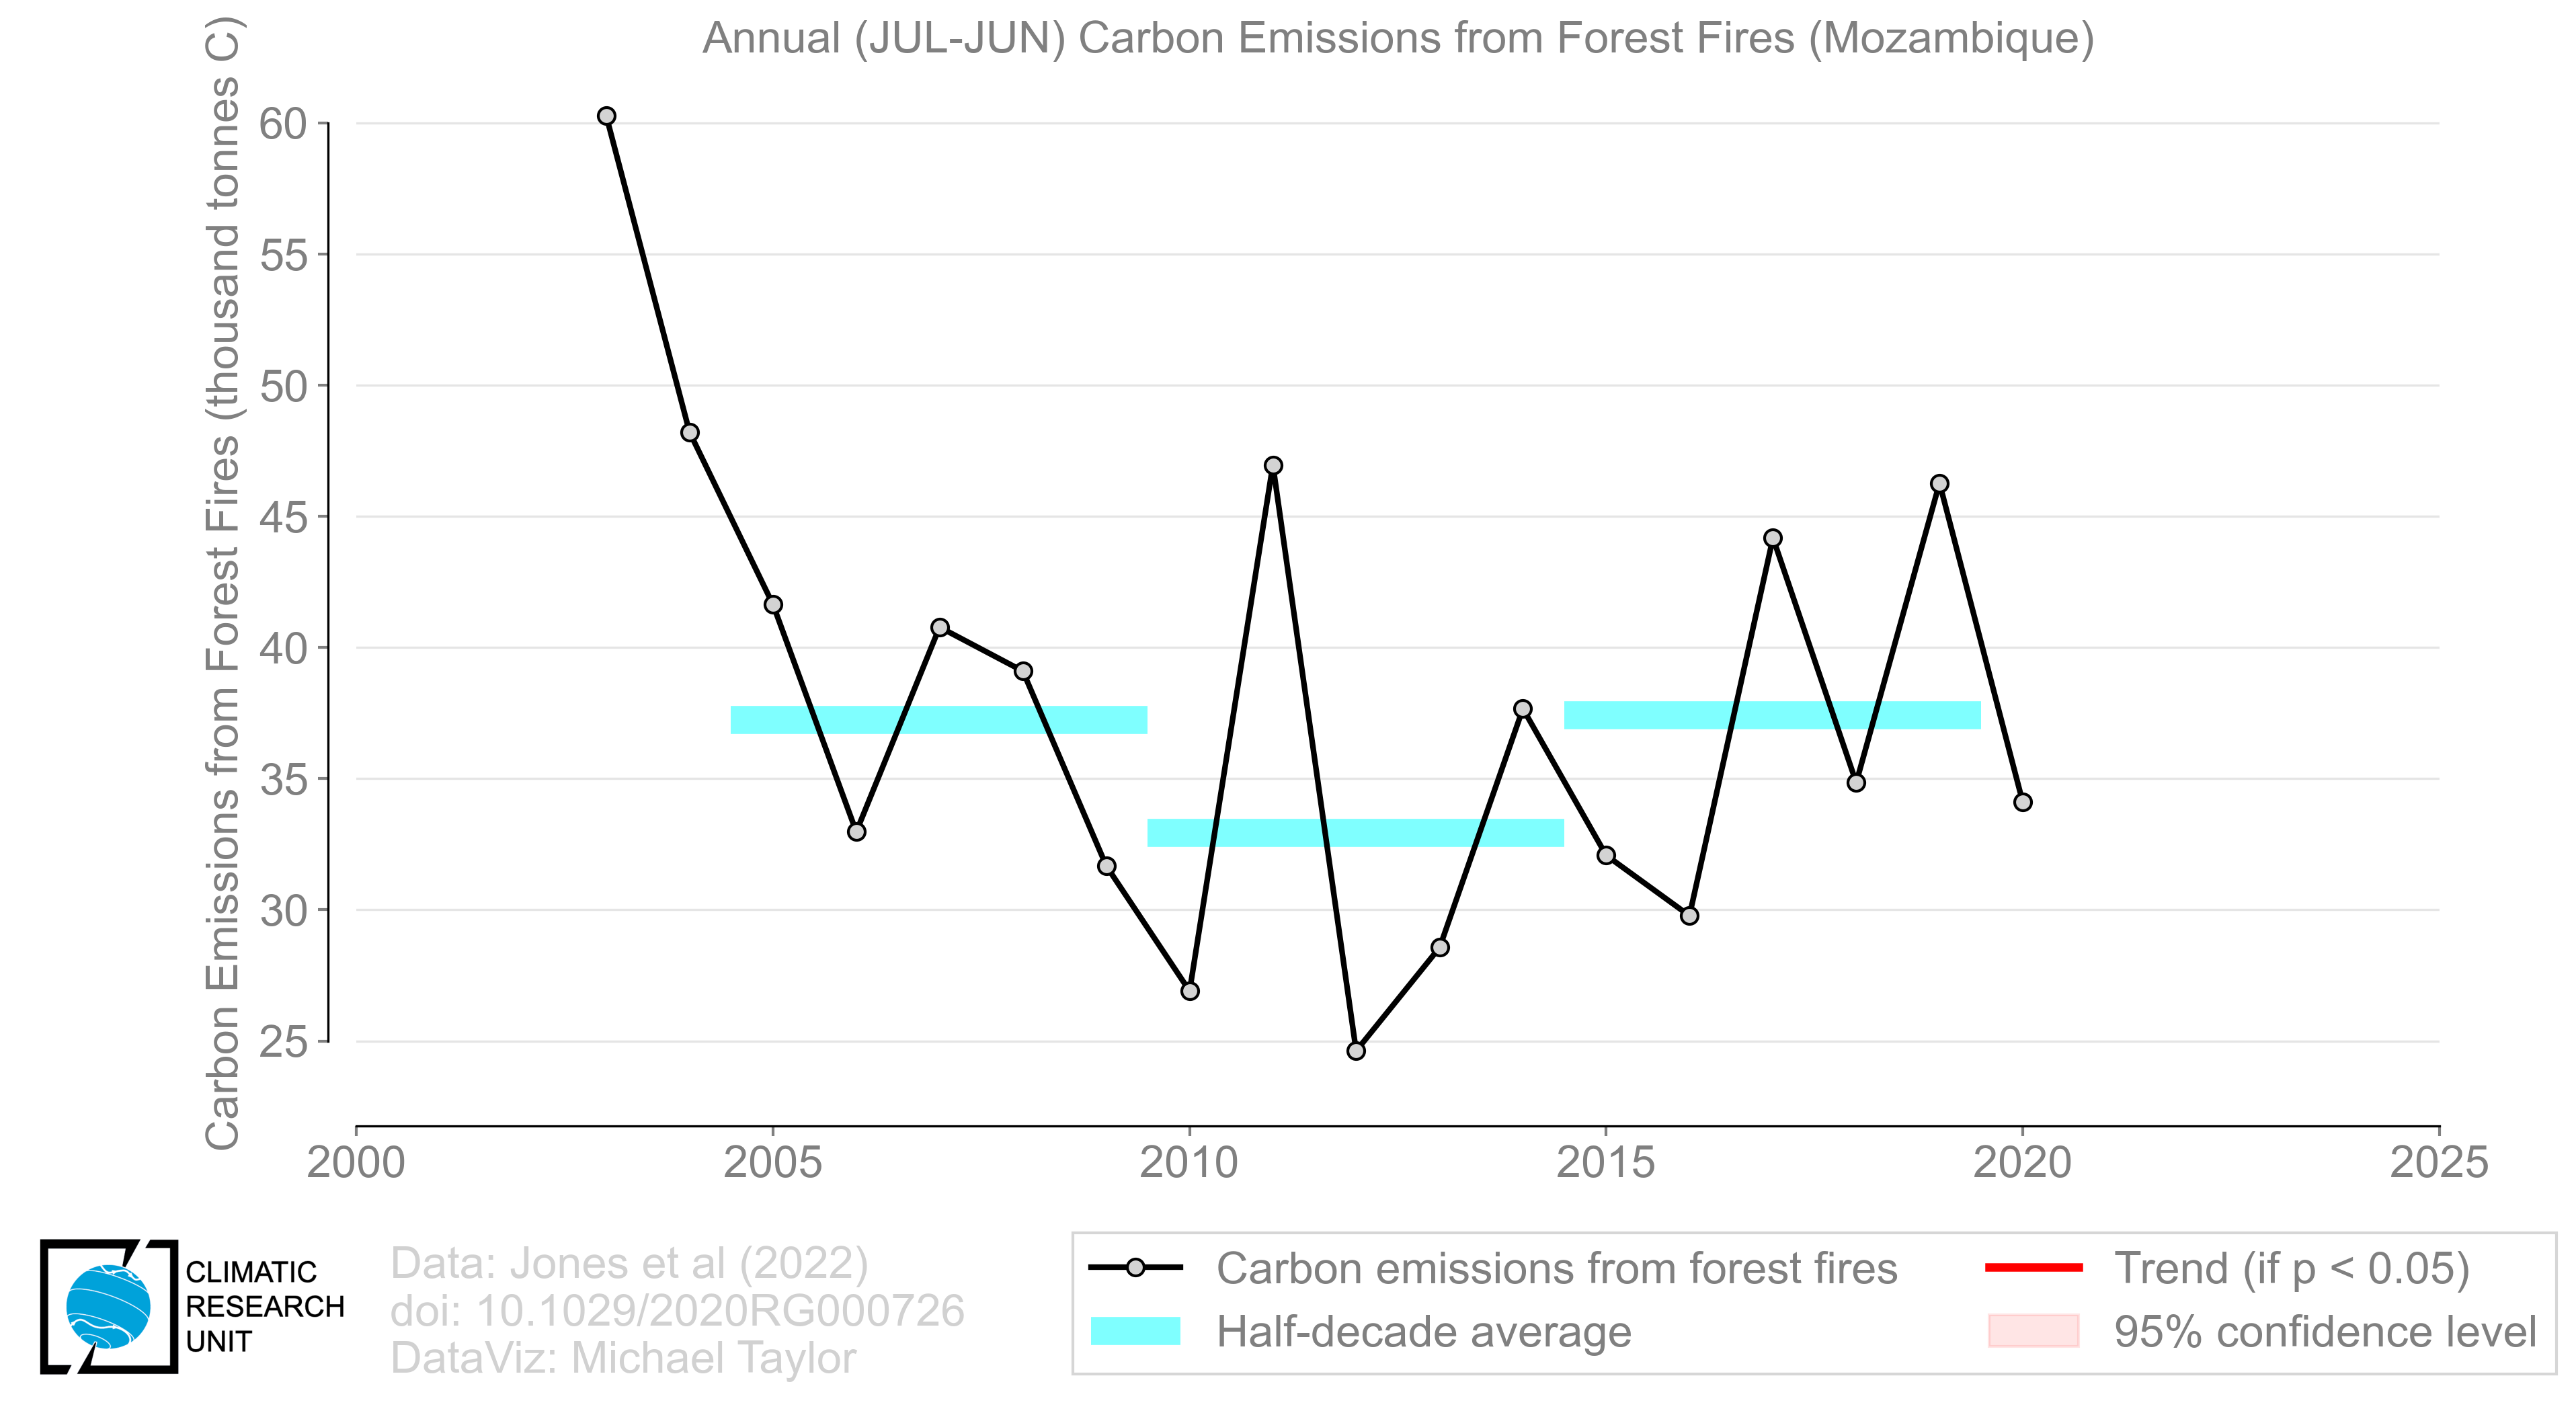 Annual (JUL-JUN) Carbon Emissions from Forest Fires (Mozambique)
Carbon Emissions from Forest Fires (thousand tonnes C)
60
55
50
45
40
35
30
25
2000
2005
2010
2015
2020
2025
CLIMATIC
RESEARCH
UNIT
Data: Jones et al (2022)
doi: 10.1029/2020RG000726
DataViz: Michael Taylor
Carbon emissions from forest fires
Half-decade average
Trend (if p < 0.05)
95% confidence level